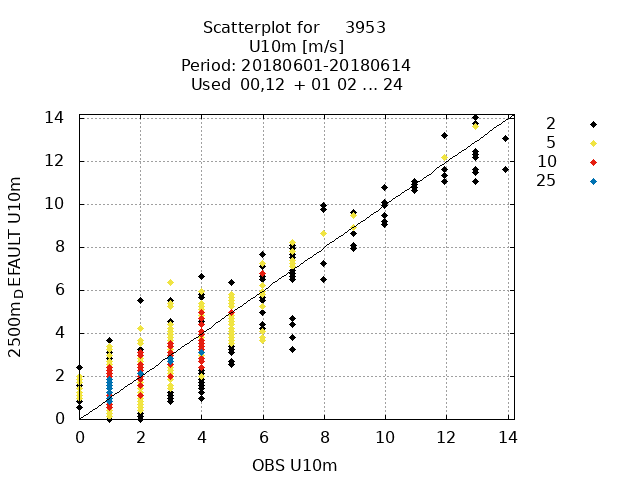 Scatterplot for 3953
U10m [m/s]
Period: 20180601-20180614
Used 00,12 + 01 02 ... 24
14
12
10
8
6
4
2
0
2500m_DEFAULT U10m
0 2 4 6 8 10 12 14
OBS U10m
2
5
10
25